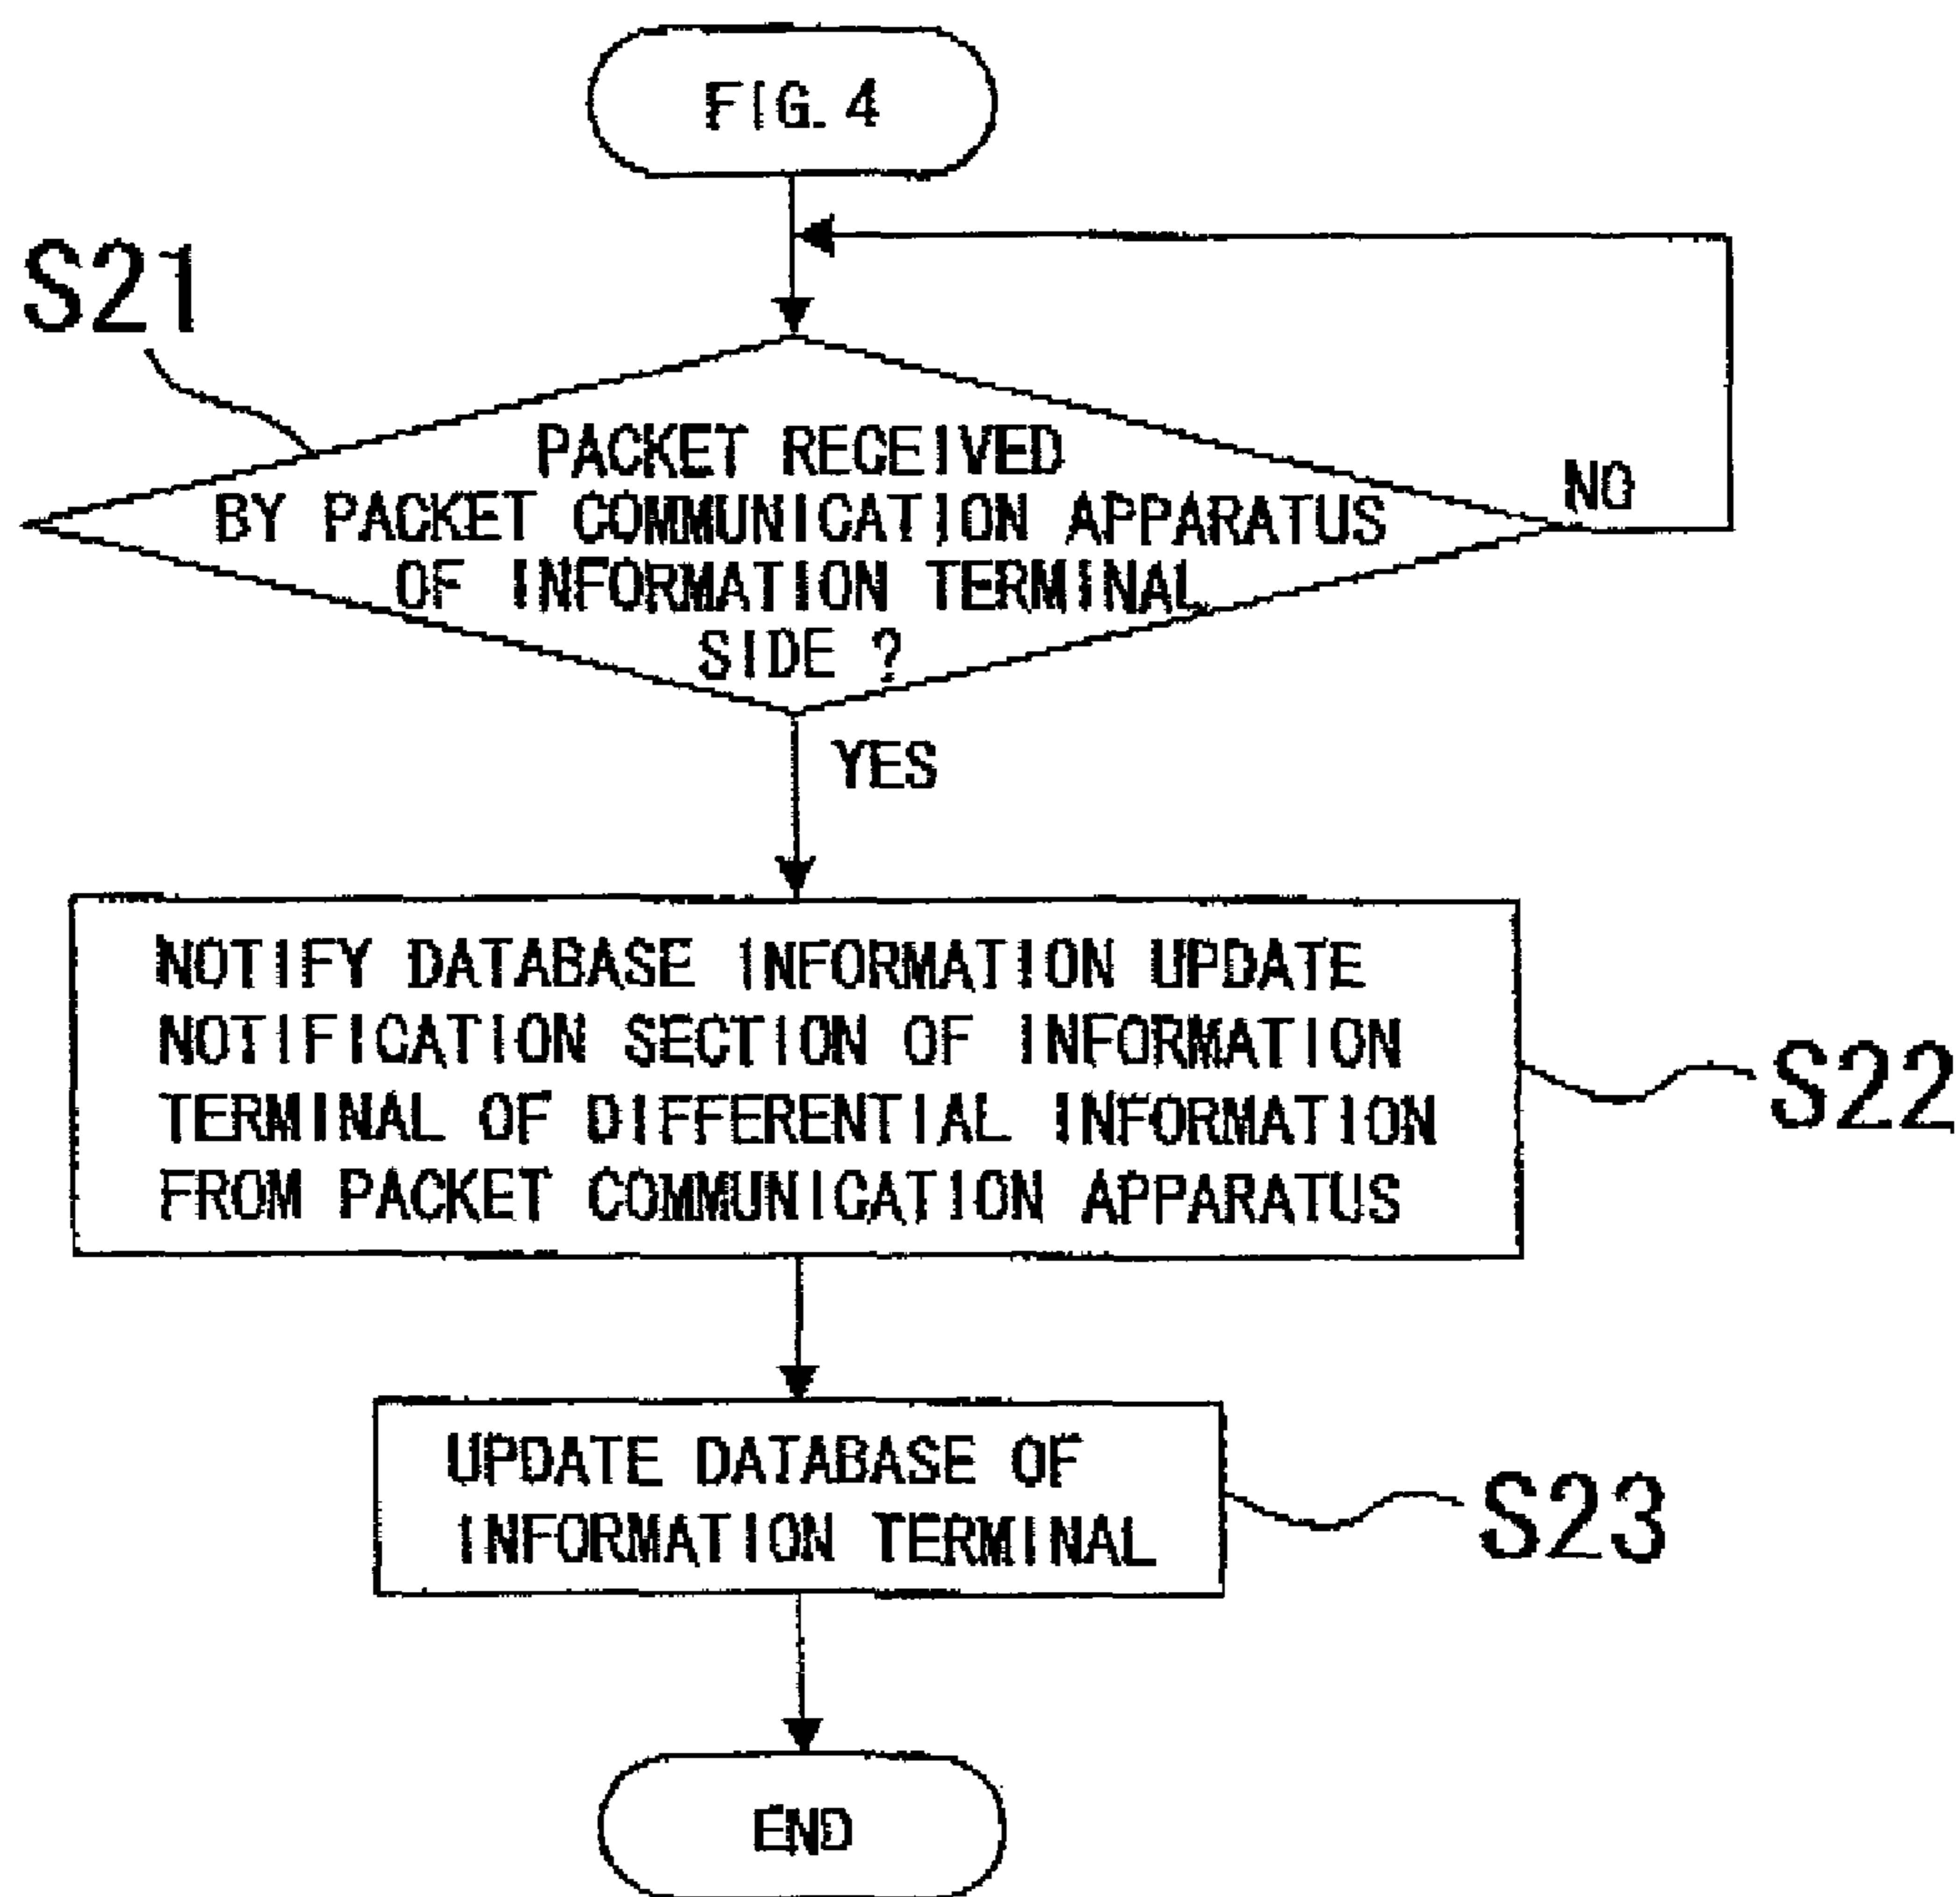 FIG. 4
S21
PACKET RECEIVED
BY PACKET COMMUNICATION APPARATUS
OF INFORMATION TERMINAL
SIDE ?
NO
YES
NOTIFY DATABASE INFORMATION UPDATE
NOTIFICATION SECTION OF INFORMATION
TERMINAL OF DIFFERENTIAL INFORMATION
FROM PACKET COMMUNICATION APPARATUS
S22
UPDATE DATABASE OF
INFORMATION TERMINAL
S23
END